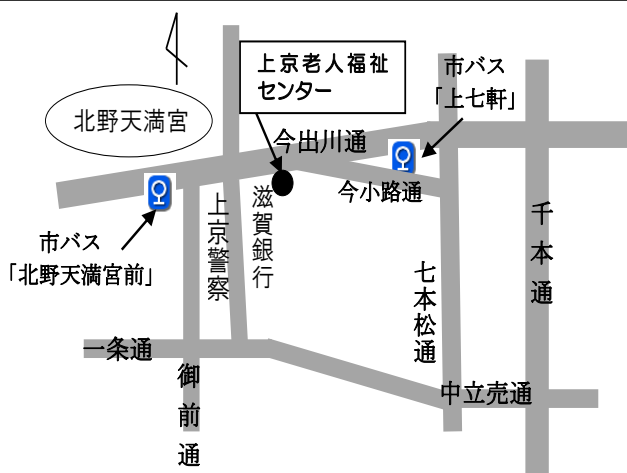 上京老人福祉
センター
市バス
「上七軒」
北野天満宮
今出川通
今小路通
市バス
「北野天満宮前」
上京警察
滋賀銀行
千本通
七本松通
一条通
御前通
中立売通